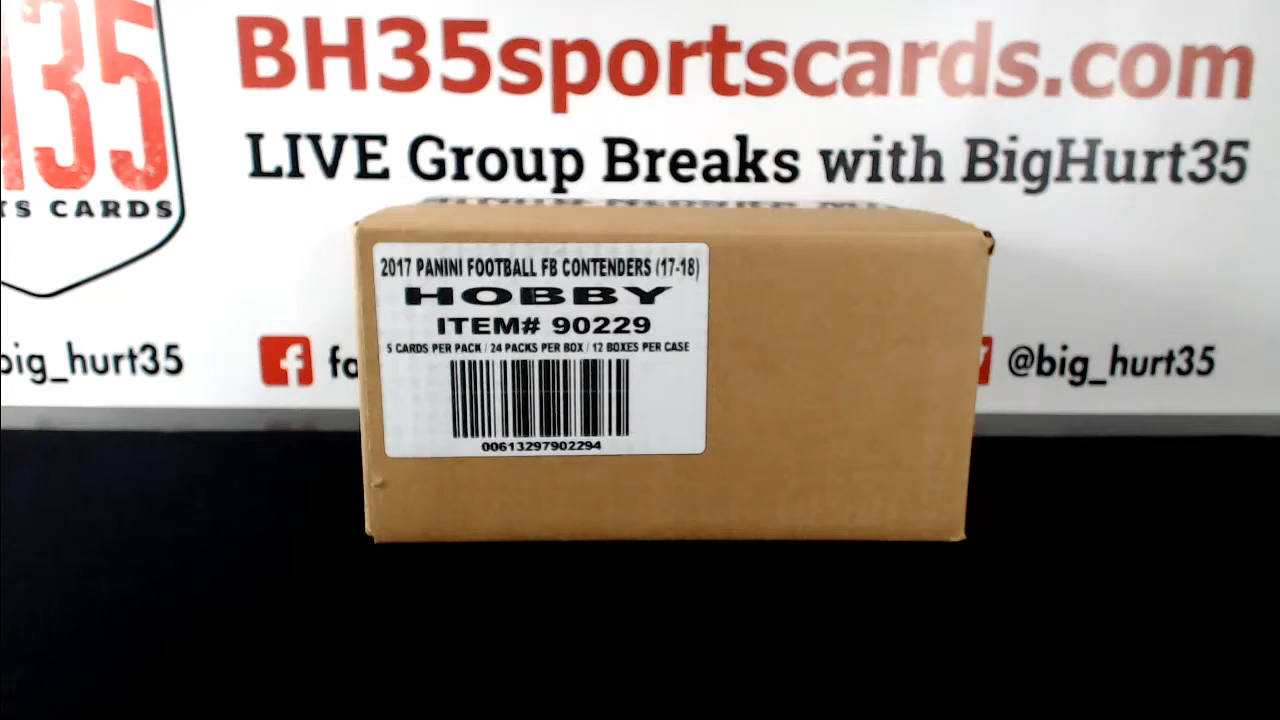 35
TS CARDS
BH35sportscards.com
LIVE Group Breaks with BigHurt35
big_hurt35
f
@big_hurt35
2017 PANINI FOOTBALL FB CONTENDERS (17-18)
HOBBY
ITEM# 90229
5 CARDS PER PACK / 24 PACKS PER BOX / 12 BOXES PER CASE
00613297902294